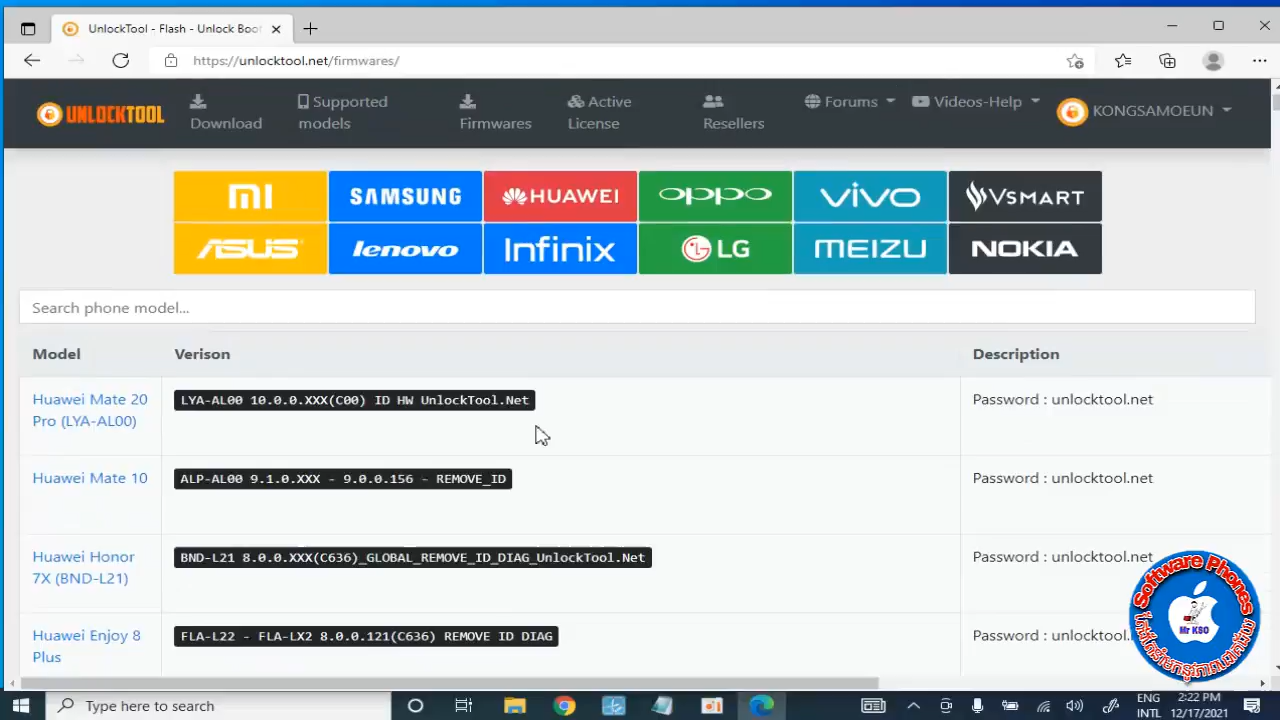 UnlockTool - Flash - Unlock Boot
https://unlocktool.net/firmwares/
UNLOCKTOOL
Download
Supported models
Firmwares
Active License
Resellers
Forums
Videos-Help
KONGSAMOEUN
MI
SAMSUNG
HUAWEI
oppo
vivo
VSMART
ASUS
lenovo
Infinix
LG
MEIZU
NOKIA
Search phone model...
Model Verison Description
Huawei Mate 20
Pro (LYA-AL00)
LYA-AL00 10.0.0.XXX(C00) ID HW UnlockTool.Net
Password : unlocktool.net
Huawei Mate 10
ALP-AL00 9.1.0.XXX - 9.0.0.156 - REMOVE_ID
Password : unlocktool.net
Huawei Honor
7X (BND-L21)
BND-L21 8.0.0.XXX(C636)_GLOBAL_REMOVE_ID_DIAG_UnlockTool.Net
Password : unlocktool.net
Huawei Enjoy 8
Plus
FLA-L22 - FLA-LX2 8.0.0.121(C636) REMOVE ID DIAG
Password : unlocktool.
Software Phones
Mr KSO
Type here to search
ENG
INTL
2:22 PM
12/17/2021